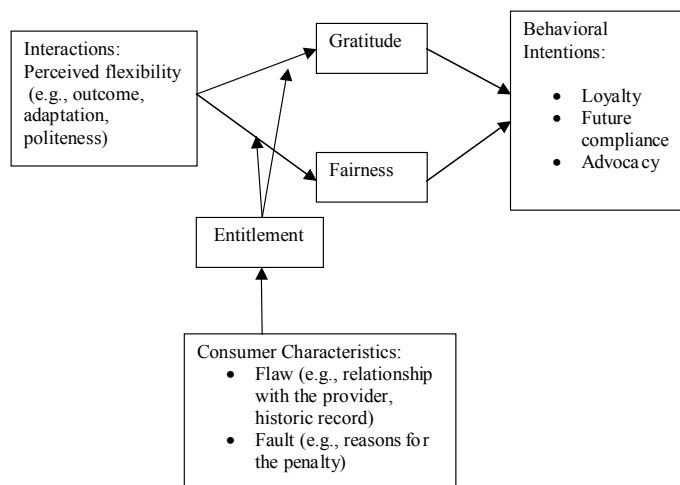 Interactions:
Perceived flexibility
(e.g., outcome,
adaptation,
politeness)
Gratitude
Fairness
Behavioral
Intentions:
• Loyalty
• Future
compliance
• Advocacy
Entitlement
Consumer Characteristics:
• Flaw (e.g., relationship
with the provider,
historic record)
• Fault (e.g., reasons for
the penalty)